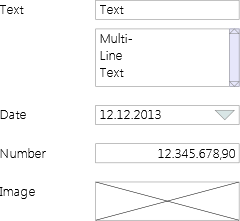 Text Text
Multi-
Line
Text
Date 12.12.2013
Number 12.345.678,90
Image